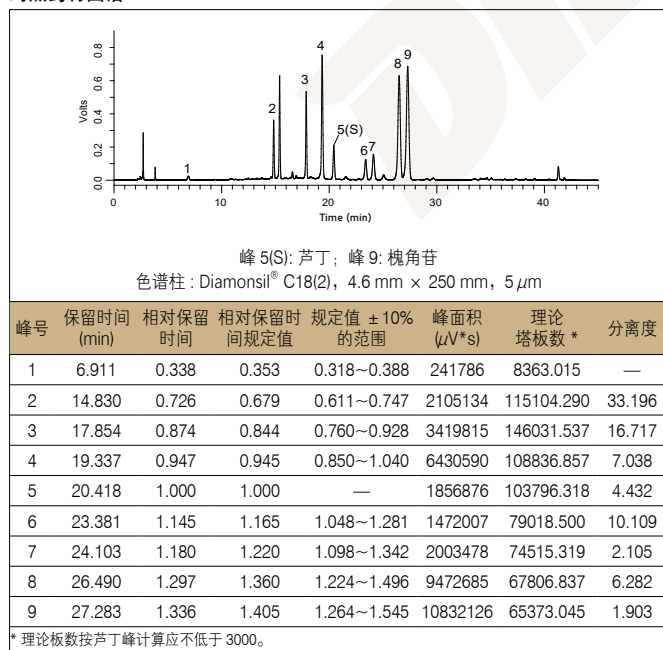 0.0 0.2 0.4 0.6 0.8
Volts
1 2 3 4 5(S) 6 7 8 9
0 10 20 30 40
Time (min)
峰 5(S): 芦丁；峰 9: 槐角苷
色谱柱 : Diamonsil® C18(2)，4.6 mm × 250 mm，5 μm
峰号 保留时间 (min) 相对保留时间 相对保留时间规定值 规定值 ±10% 的范围 峰面积 (μV*s) 理论塔板数 * 分离度
1 6.911 0.338 0.353 0.318~0.388 241786 8363.015 —
2 14.830 0.726 0.679 0.611~0.747 2105134 115104.290 33.196
3 17.854 0.874 0.844 0.760~0.928 3419815 146031.537 16.717
4 19.337 0.947 0.945 0.850~1.040 6430590 108836.857 7.038
5 20.418 1.000 1.000 — 1856876 103796.318 4.432
6 23.381 1.145 1.165 1.048~1.281 1472007 79018.500 10.109
7 24.103 1.180 1.220 1.098~1.342 2003478 74515.319 2.105
8 26.490 1.297 1.360 1.224~1.496 9472685 67806.837 6.282
9 27.283 1.336 1.405 1.264~1.545 10832126 65373.045 1.903
* 理论板数按芦丁峰计算应不低于 3000。